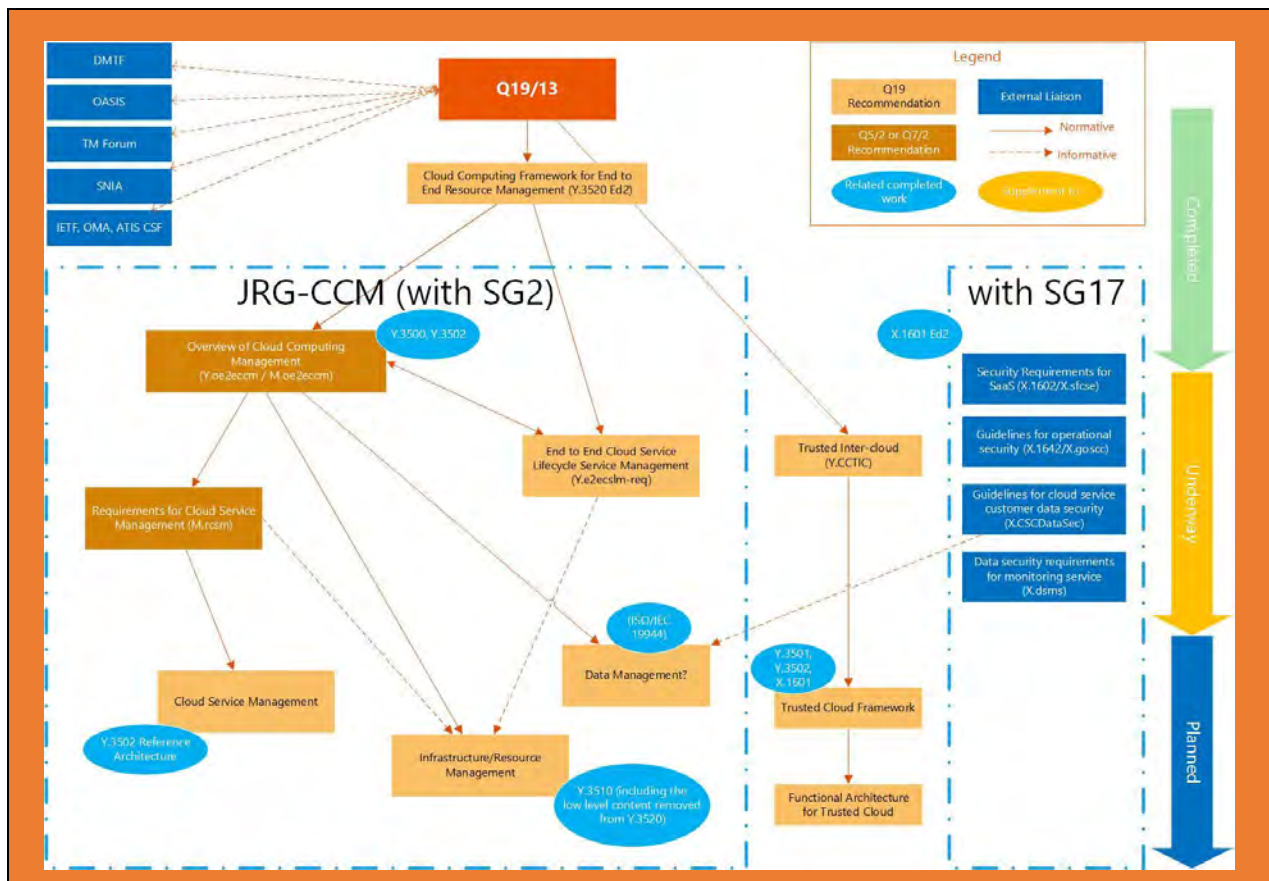 DMTF
OASIS
TM Forum
SNIA
IETF, OMA, ATIS CSF
Q19/13
Legend
Q19
Recommendation
External Liaison
Q5/2 or Q7/2
Recommendation
Normative
Informative
Related completed
work
Supplement to
Cloud Computing Framework for End to
End Resource Management (Y.3520 Ed2)
Completed
JRG-CCM (with SG2)
with SG17
Y.3500, Y.3502
X.1601 Ed2
Overview of Cloud Computing
Management
(Y.oe2eccm / M.oe2eccm)
Security Requirements for
SaaS (X.1602/X.sfcse)
End to End Cloud Service
Lifecycle Service Management
(Y.e2ecslm-req)
Trusted Inter-cloud
(Y.CCTIC)
Guidelines for operational
security (X.1642/X.goscc)
Requirements for Cloud Service
Management (M.rcsm)
Guidelines for cloud service
customer data security
(X.CSCDataSec)
Underway
Data security requirements
for monitoring service
(X.dsms)
(ISO/IEC
19944)
Data Management?
Y.3501,
Y.3502,
X.1601
Trusted Cloud Framework
Cloud Service Management
Y.3502 Reference
Architecture
Infrastructure/Resource
Management
Y.3510 (including the
low level content removed
from Y.3520)
Functional Architecture
for Trusted Cloud
Planned